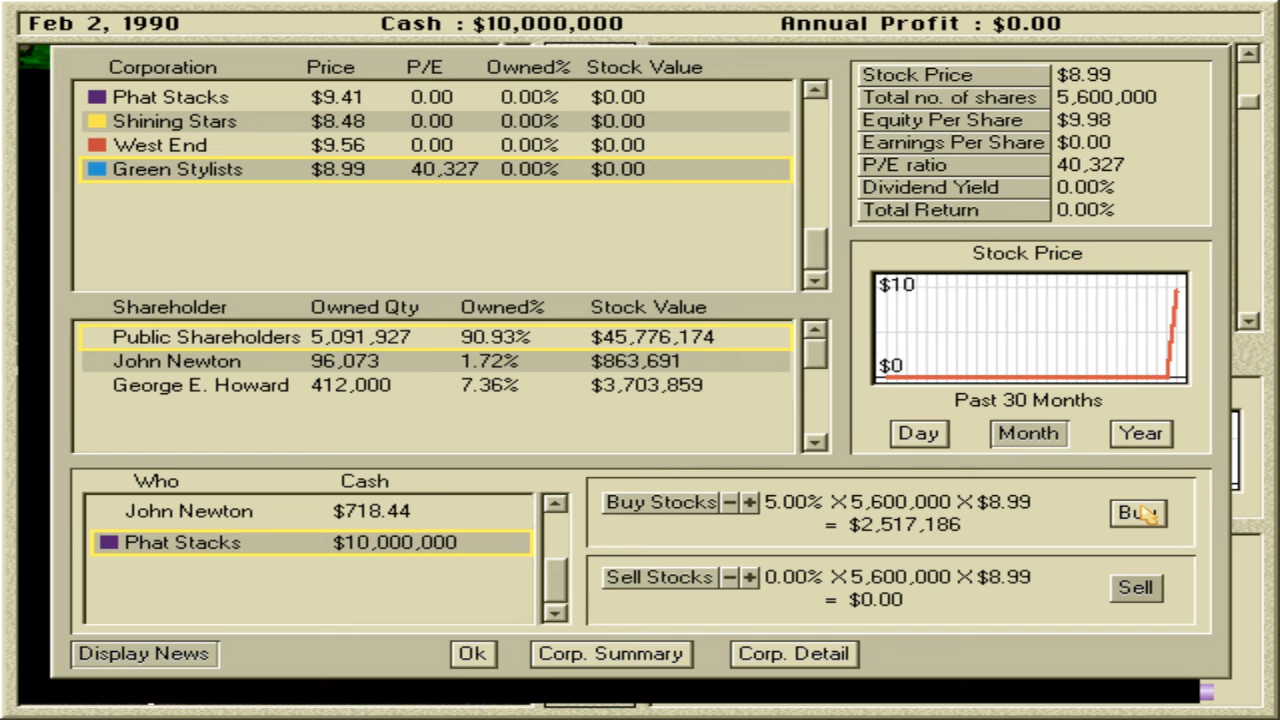 Feb 2, 1990 Cash : $10,000,000 Annual Profit : $0.00
Corporation Price P/E Owned% Stock Value
Phat Stacks $9.41 0.00 0.00% $0.00
Shining Stars $8.48 0.00 0.00% $0.00
West End $9.56 0.00 0.00% $0.00
Green Stylists $8.99 40,327 0.00% $0.00
Shareholder Owned Qty Owned% Stock Value
Public Shareholders 5,091,927 90.93% $45,776,174
John Newton 96,073 1.72% $863,691
George E. Howard 412,000 7.36% $3,703,859
Who Cash
John Newton $718.44
Phat Stacks $10,000,000
Stock Price $8.99
Total no. of shares 5,600,000
Equity Per Share $9.98
Earnings Per Share $0.00
P/E ratio 40,327
Dividend Yield 0.00%
Total Return 0.00%
Stock Price
$10
$0
Past 30 Months
Day Month Year
Buy Stocks - + 5.00% X 5,600,000 X $8.99
= $2,517,186
Buy
Sell Stocks - + 0.00% X 5,600,000 X $8.99
= $0.00
Sell
Display News Ok Corp. Summary Corp. Detail